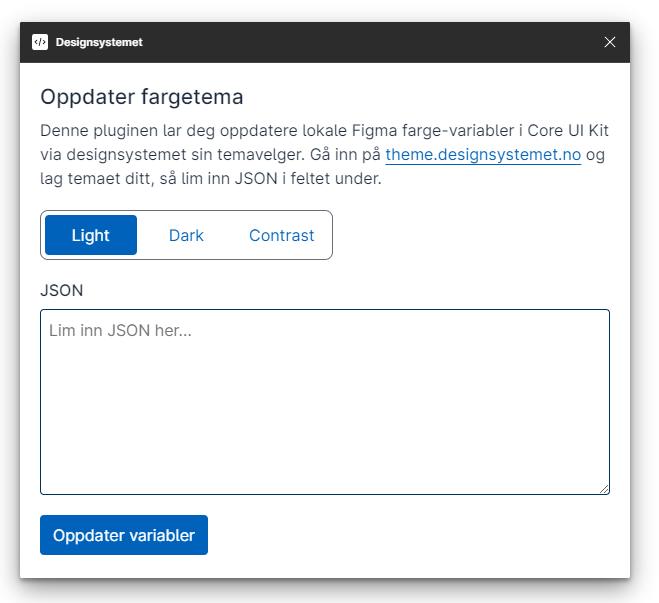 Designsystemet
Oppdater fargetema
Denne pluginen lar deg oppdatere lokale Figma farge-variabler i Core UI Kit
via designsystemet sin temavelger. Gå inn på theme.designsystemet.no og
lag temaet ditt, så lim inn JSON i feltet under.
Light Dark Contrast
JSON
Lim inn JSON her...
Oppdater variabler